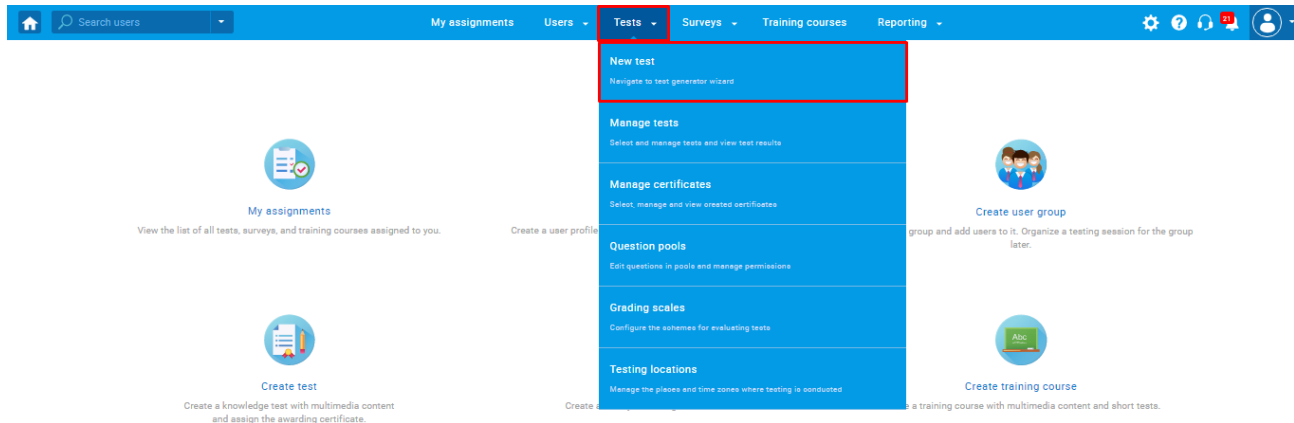 Search users
My assignments
Users
Tests
Surveys
Training courses
Reporting
21
New test
Navigate to test generator wizard
Manage tests
Select and manage tests and view test results
Manage certificates
Select, manage and view created certificates
Question pools
Edit questions in pools and manage permissions
Grading scales
Configure the schemes for evaluating tests
Testing locations
Manage the places and time zones where testing is conducted
My assignments
View the list of all tests, surveys, and training courses assigned to you.
Create a user profile
Create user group
group and add users to it. Organize a testing session for the group
later.
Create test
Create a knowledge test with multimedia content
and assign the awarding certificate.
Create
Abc
Create training course
a training course with multimedia content and short tests.